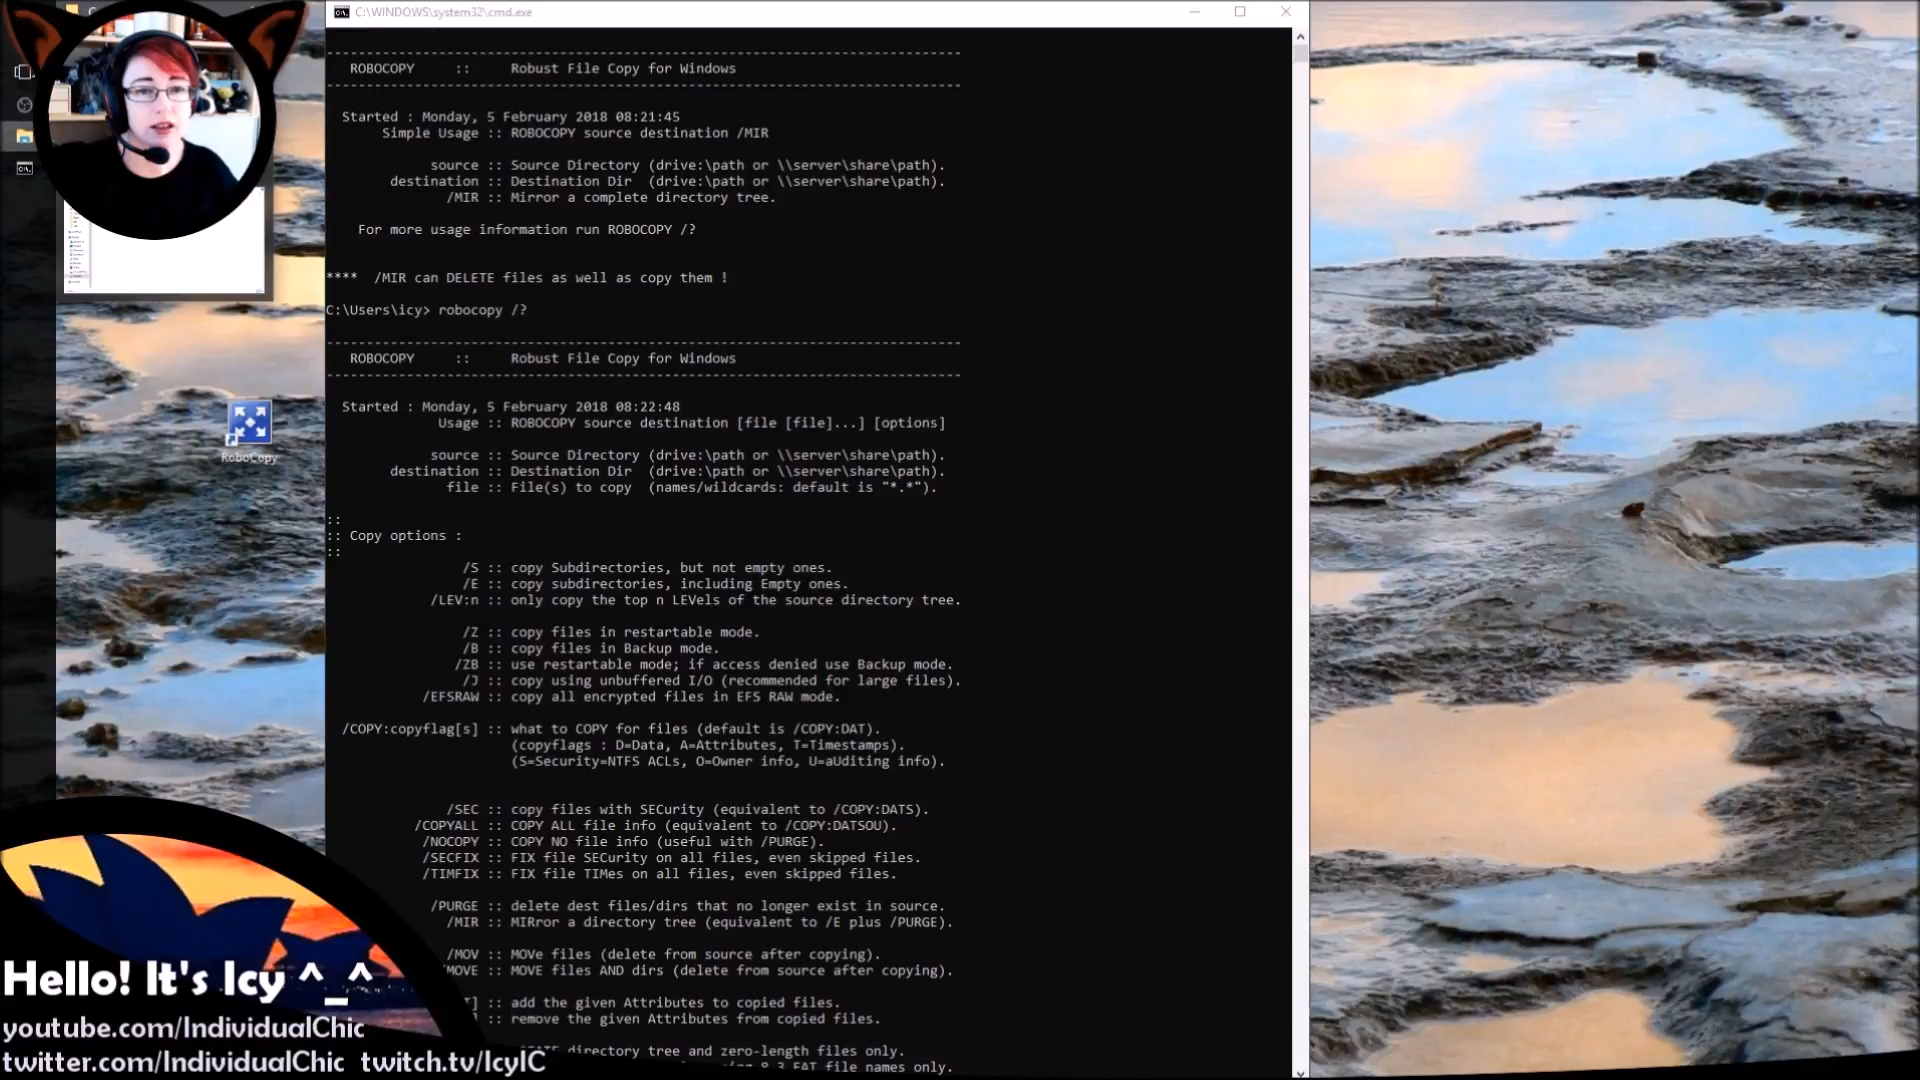 C:\WINDOWS\system32\cmd.exe
-------------------------------------------------------------------------------
ROBOCOPY :: Robust File Copy for Windows
-------------------------------------------------------------------------------
Started : Monday, 5 February 2018 08:21:45
Simple Usage :: ROBOCOPY source destination /MIR
source :: Source Directory (drive:\path or \\server\share\path).
destination :: Destination Dir (drive:\path or \\server\share\path).
/MIR :: Mirror a complete directory tree.
For more usage information run ROBOCOPY /?
**** /MIR can DELETE files as well as copy them !
C:\Users\icy> robocopy /?
-------------------------------------------------------------------------------
ROBOCOPY :: Robust File Copy for Windows
-------------------------------------------------------------------------------
Started : Monday, 5 February 2018 08:22:48
Usage :: ROBOCOPY source destination [file [file]...] [options]
source :: Source Directory (drive:\path or \\server\share\path).
destination :: Destination Dir (drive:\path or \\server\share\path).
file :: File(s) to copy (names/wildcards: default is "*.*").
::
:: Copy options :
::
/S :: copy Subdirectories, but not empty ones.
/E :: copy subdirectories, including Empty ones.
/LEV:n :: only copy the top n LEVels of the source directory tree.
/Z :: copy files in restartable mode.
/B :: copy files in Backup mode.
/ZB :: use restartable mode; if access denied use Backup mode.
/J :: copy using unbuffered I/O (recommended for large files).
/EFSRAW :: copy all encrypted files in EFS RAW mode.
/COPY:copyflag[s] :: what to COPY for files (default is /COPY:DAT).
(copyflags : D=Data, A=Attributes, T=Timestamps).
(S=Security=NTFS ACLs, O=Owner info, U=aUditing info).
/SEC :: copy files with SECurity (equivalent to /COPY:DATS).
/COPYALL :: COPY ALL file info (equivalent to /COPY:DATSOU).
/NOCOPY :: COPY NO file info (useful with /PURGE).
/SECFIX :: FIX file SECurity on all files, even skipped files.
/TIMFIX :: FIX file TIMes on all files, even skipped files.
/PURGE :: delete dest files/dirs that no longer exist in source.
/MIR :: MIRror a directory tree (equivalent to /E plus /PURGE).
/MOV :: MOVe files (delete from source after copying).
MOVE :: MOVE files AND dirs (delete from source after copying).
] :: add the given Attributes to copied files.
:: remove the given Attributes from copied files.
directory tree and zero-length files only.
8.3 FAT file names only.
RoboCopy
Hello! It's Icy ^_^
youtube.com/IndividualChic
twitter.com/IndividualChic twitch.tv/IcyIC